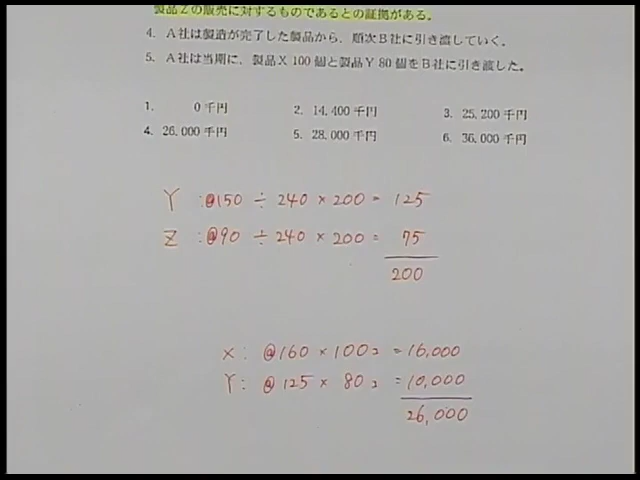 製品Zの販売に対するものであるとの証拠がある。
4. A社は製造が完了した製品から、順次B社に引き渡していく。
5. A社は当期に、製品X 100個と製品Y 80個をB社に引き渡した。
1. 0千円 2. 14,400千円 3. 25,200千円
4. 26,000千円 5. 28,000千円 6. 36,000千円
Y :@150 ÷ 240 × 200 = 125
Z :@90 ÷ 240 × 200 = 75
200
X: @160 × 100コ = 16,000
Y: @125 × 80コ = 10,000
26,000